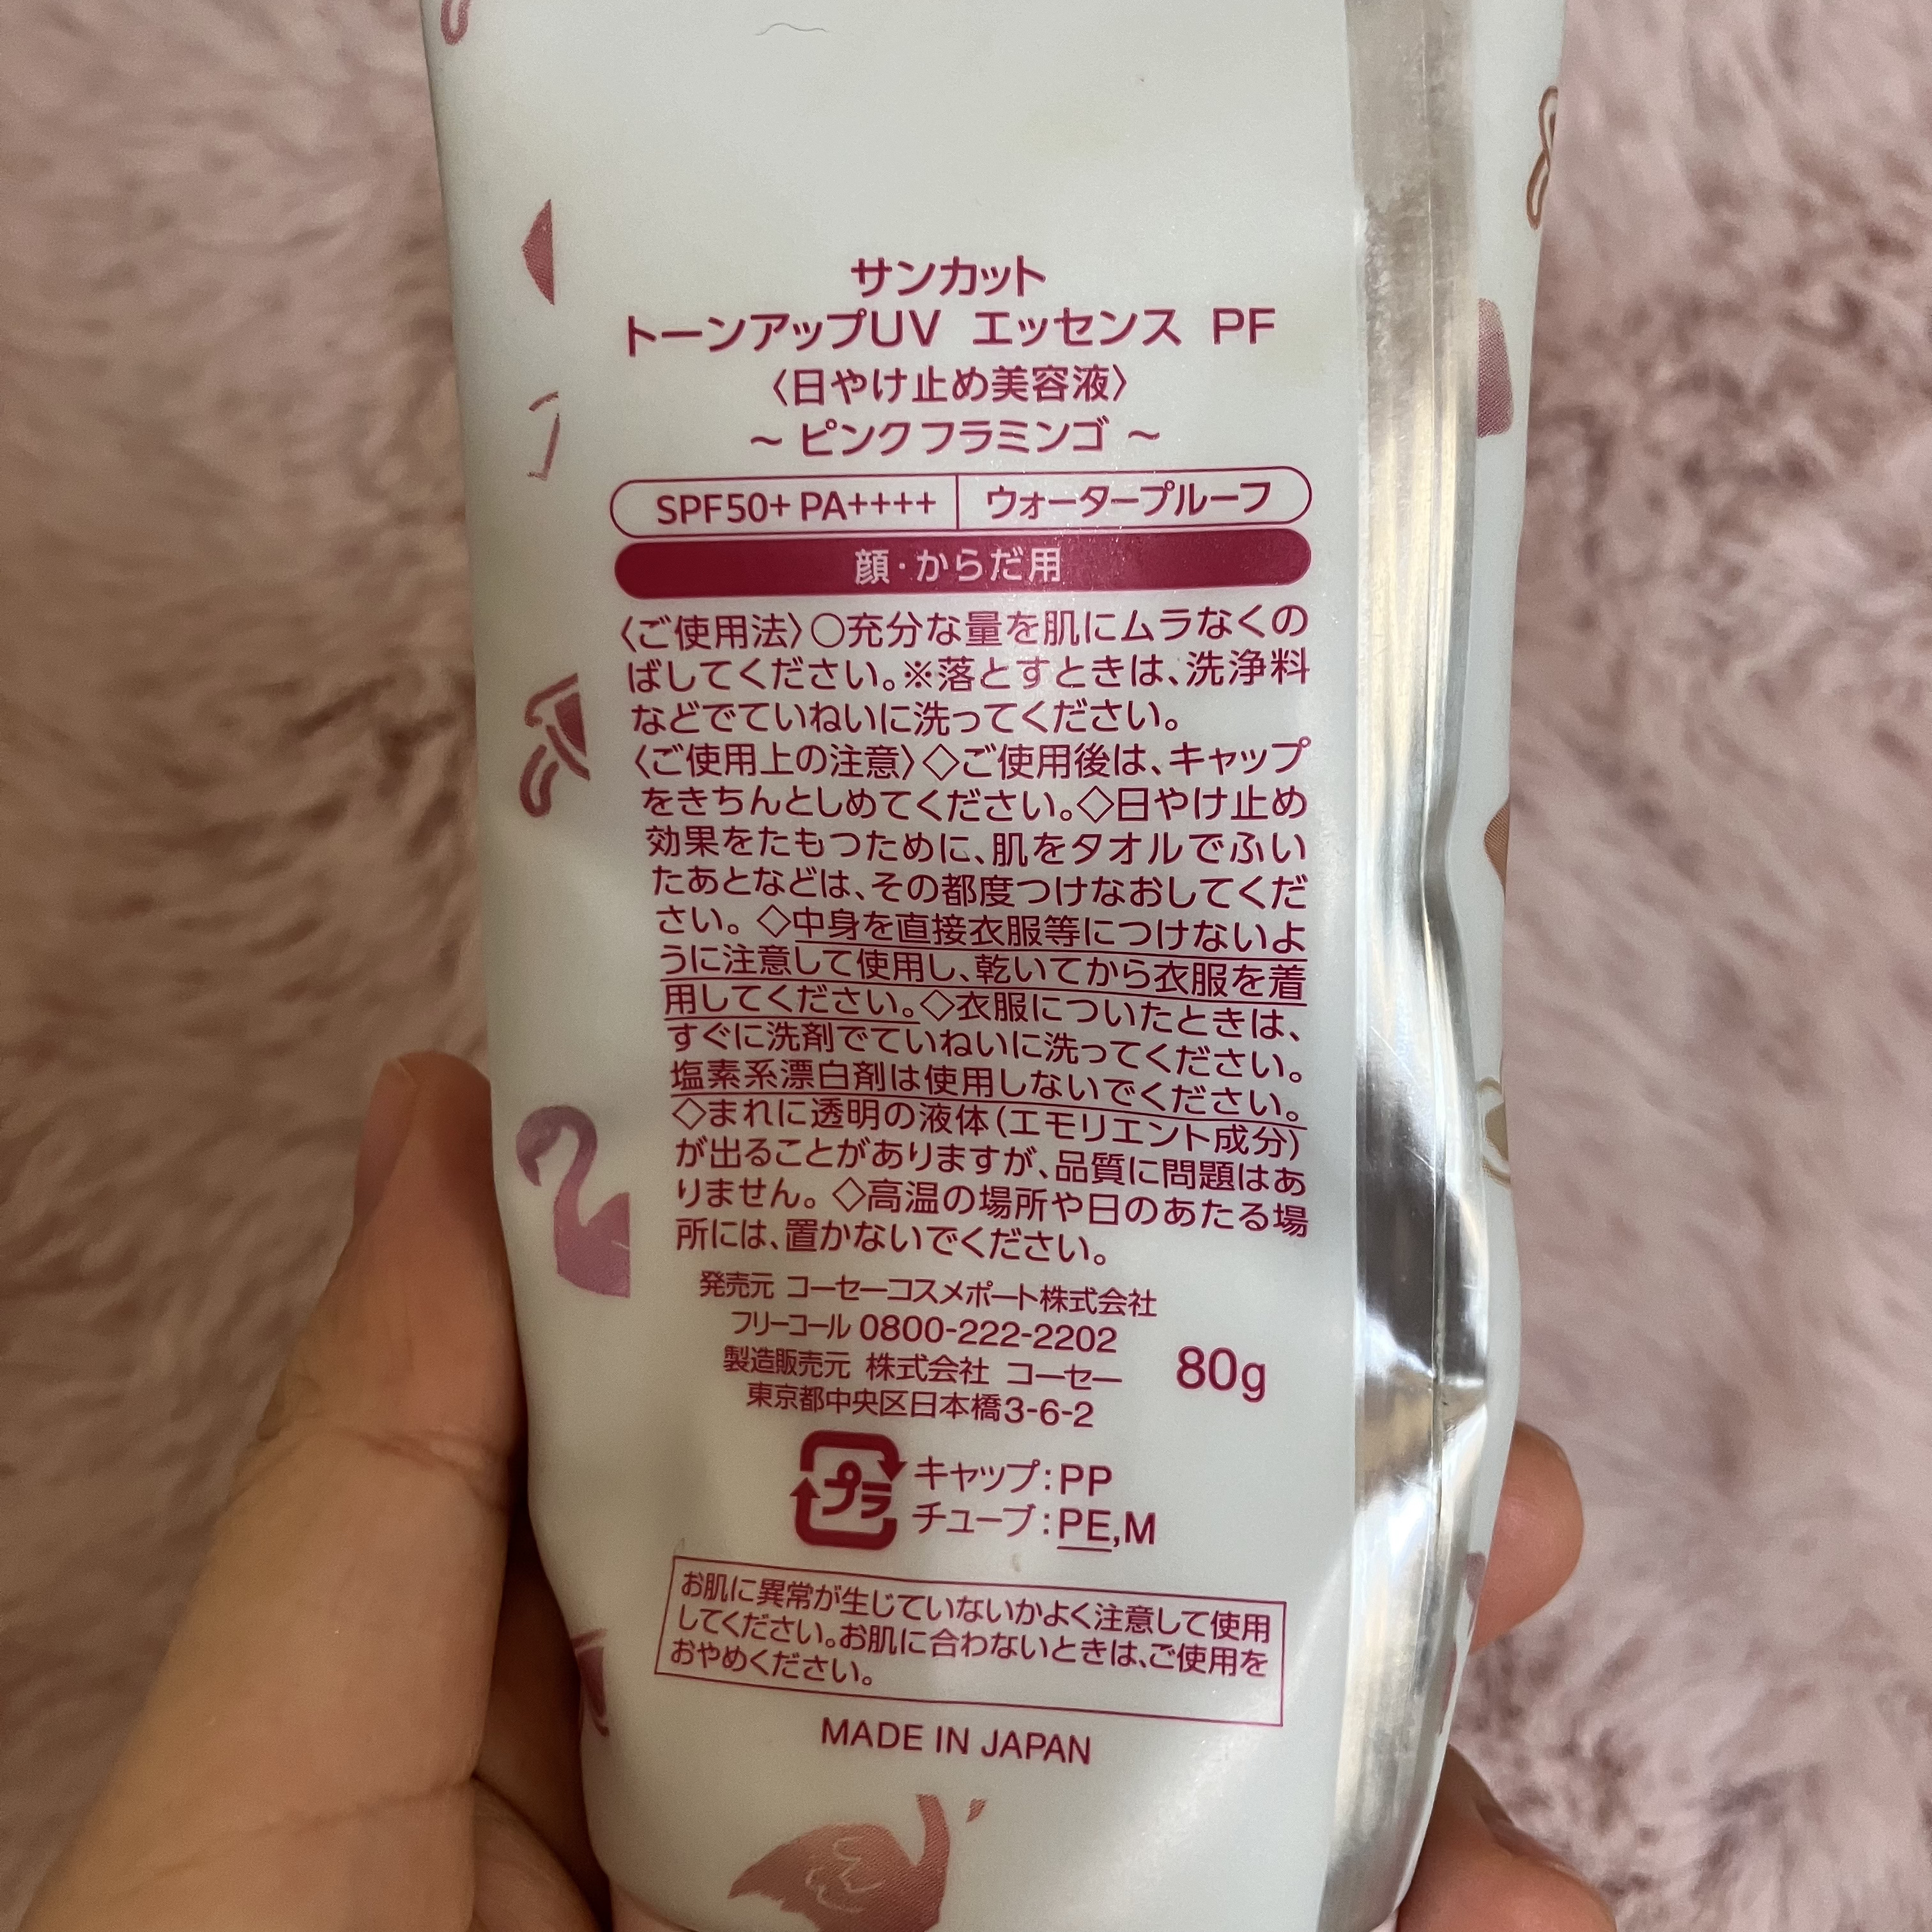 サンカット
トーンアップUV エッセンス PF
〈日やけ止め美容液〉
～ ピンクフラミンゴ ～
SPF50+ PA++++ ウォータープルーフ
顔・からだ用
〈ご使用法〉○充分な量を肌にムラなくの
ばしてください。※落とすときは、洗浄料
などでていねいに洗ってください。
〈ご使用上の注意〉◇ご使用後は、キャップ
をきちんとしめてください。◇日やけ止め
効果をたもつために、肌をタオルでふい
たあとなどは、その都度つけなおしてくだ
さい。◇中身を直接衣服等につけないよ
うに注意して使用し、乾いてから衣服を着
用してください。◇衣服についたときは、
すぐに洗剤でていねいに洗ってください。
塩素系漂白剤は使用しないでください。
◇まれに透明の液体(エモリエント成分)
が出ることがありますが、品質に問題はあ
りません。◇高温の場所や日のあたる場
所には、置かないでください。
発売元 コーセーコスメポート株式会社
フリーコール 0800-222-2202
製造販売元 株式会社 コーセー
東京都中央区日本橋3-6-2
80g
プラ
キャップ:PP
チューブ:PE,M
お肌に異常が生じていないかよく注意して使用
してください。お肌に合わないときは、ご使用を
おやめください。
MADE IN JAPAN